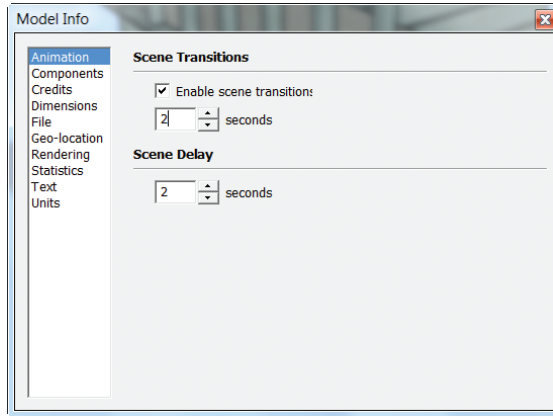 Model Info
Animation
Components
Credits
Dimensions
File
Geo-location
Rendering
Statistics
Text
Units
Scene Transitions
Enable scene transitions
2 seconds
Scene Delay
2 seconds